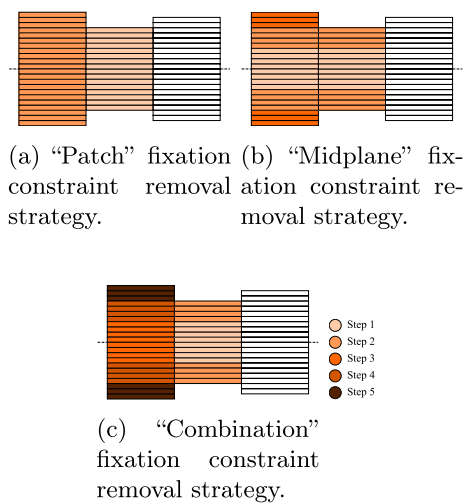 (a) “Patch” fixation
constraint removal
strategy.
(b) “Midplane” fix-
ation constraint re-
moval strategy.
Step 1
Step 2
Step 3
Step 4
Step 5
(c) “Combination”
fixation constraint
removal strategy.